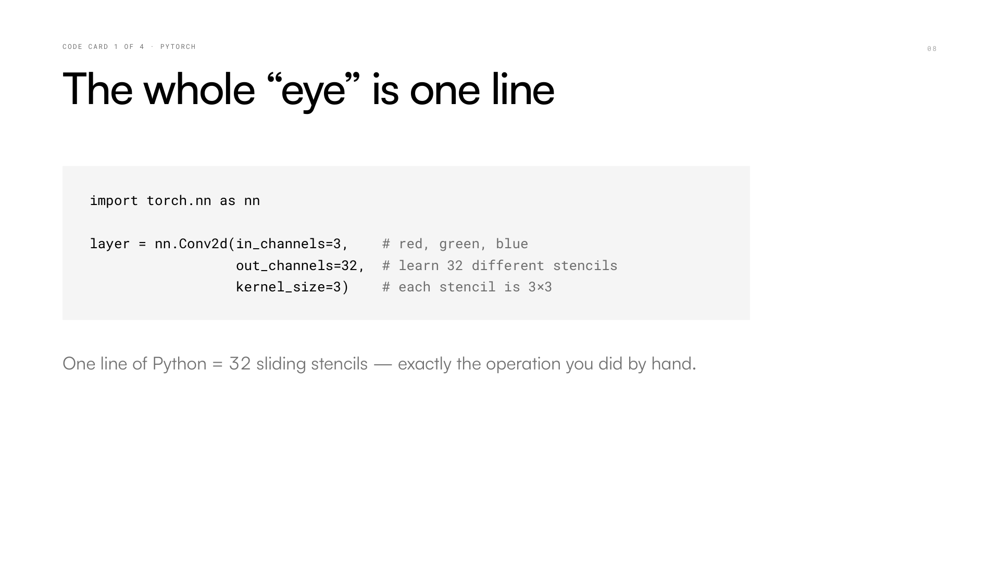 CODE CARD 1 OF 4 · PYTORCH
08
The whole “eye” is one line
import torch.nn as nn
layer = nn.Conv2d(in_channels=3,    # red, green, blue
                  out_channels=32,  # learn 32 different stencils
                  kernel_size=3)    # each stencil is 3×3
One line of Python = 32 sliding stencils — exactly the operation you did by hand.